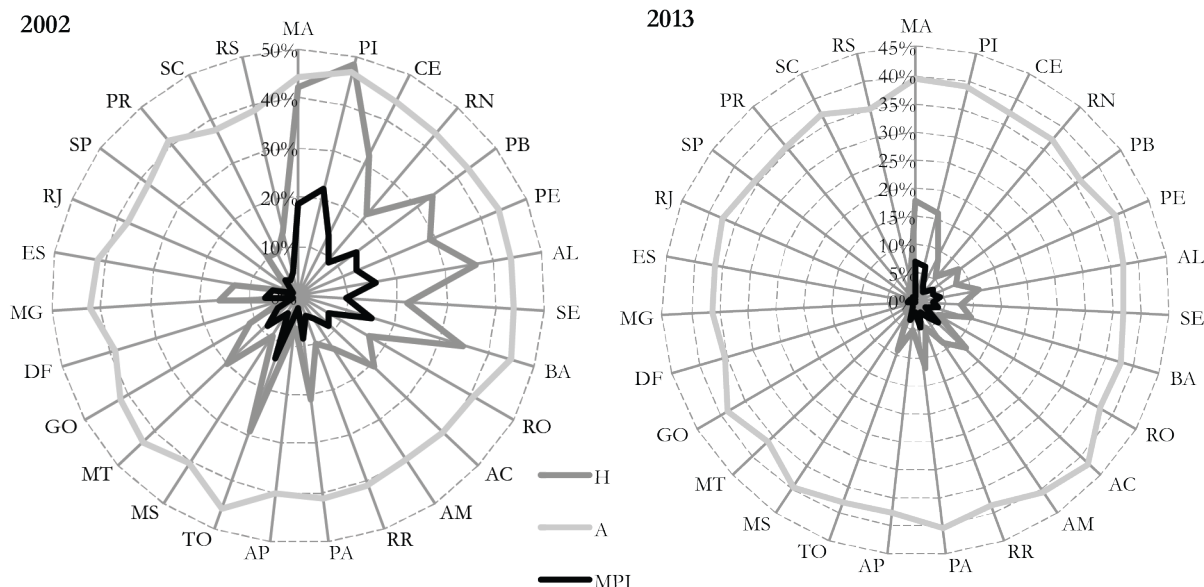 2002
MA
PI
CE
RN
PB
PE
AL
SE
BA
RO
AC
AM
RR
PA
AP
TO
MS
MT
GO
DF
MG
ES
RJ
SP
PR
SC
RS
50%
40%
30%
20%
10%
0%
H
A
MPI
2013
MA
PI
CE
RN
PB
PE
AL
SE
BA
RO
AC
AM
RR
PA
AP
TO
MS
MT
GO
DF
MG
ES
RJ
SP
PR
SC
RS
45%
40%
35%
30%
25%
20%
15%
10%
5%
0%